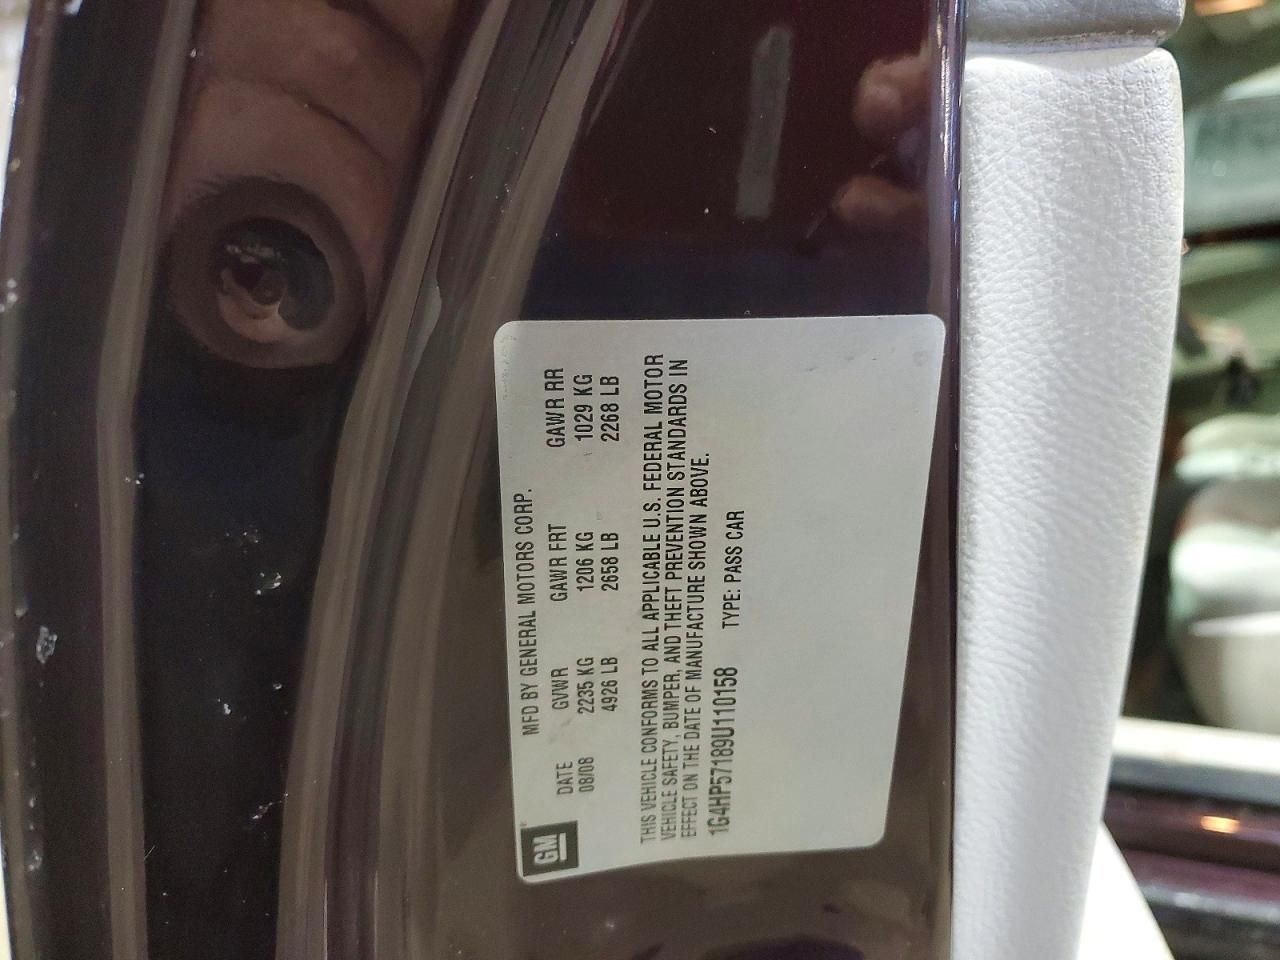 GM
MFD BY GENERAL MOTORS CORP.
DATE GVWR GAWR FRT GAWR RR
08/08 2235 KG 1206 KG 1029 KG
4926 LB 2658 LB 2268 LB
THIS VEHICLE CONFORMS TO ALL APPLICABLE U.S. FEDERAL MOTOR
VEHICLE SAFETY, BUMPER, AND THEFT PREVENTION STANDARDS IN
EFFECT ON THE DATE OF MANUFACTURE SHOWN ABOVE.
1G4HP57189U110158 TYPE: PASS CAR